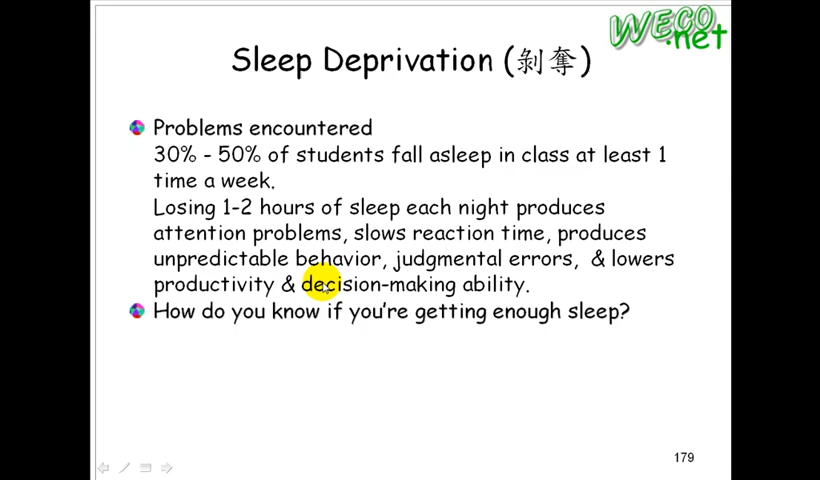 WECO
.net
Sleep Deprivation (剝奪)
Problems encountered
30% - 50% of students fall asleep in class at least 1
time a week.
Losing 1-2 hours of sleep each night produces
attention problems, slows reaction time, produces
unpredictable behavior, judgmental errors, & lowers
productivity & decision-making ability.
How do you know if you're getting enough sleep?
179